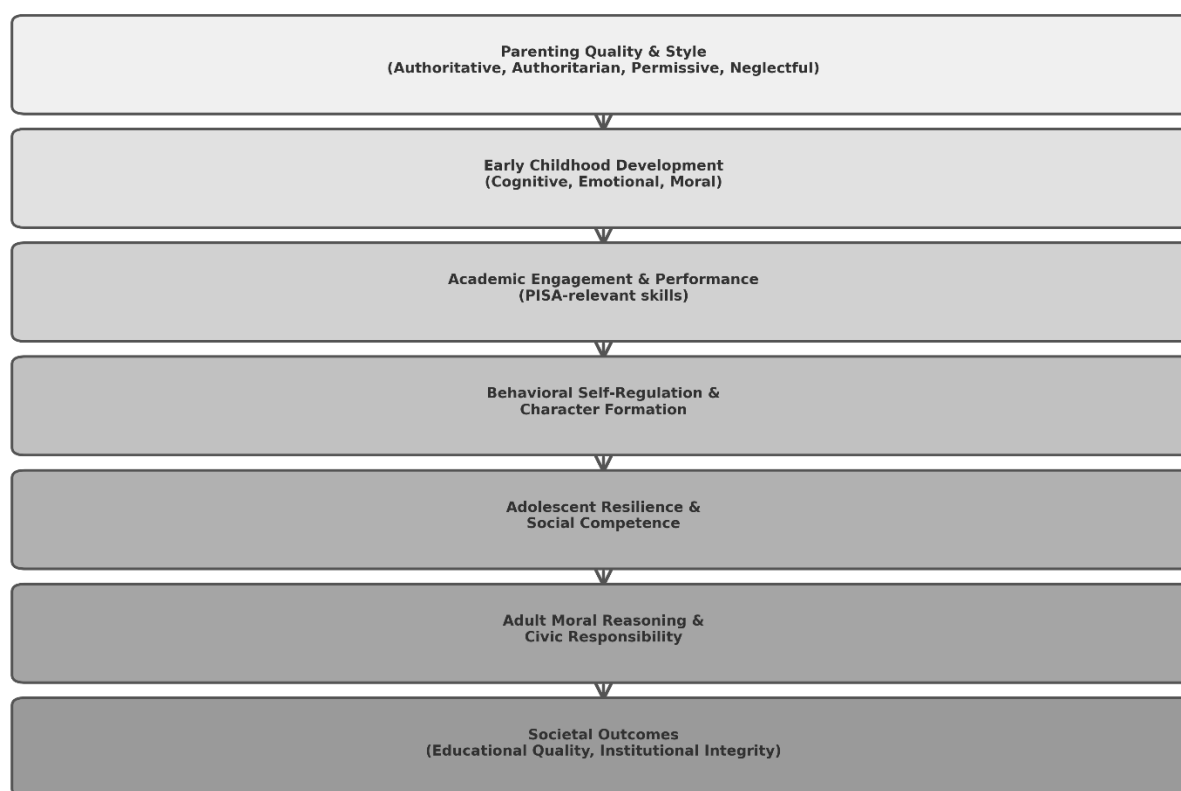 Parenting Quality & Style
(Authoritative, Authoritarian, Permissive, Neglectful)
Early Childhood Development
(Cognitive, Emotional, Moral)
Academic Engagement & Performance
(PISA-relevant skills)
Behavioral Self-Regulation &
Character Formation
Adolescent Resilience &
Social Competence
Adult Moral Reasoning &
Civic Responsibility
Societal Outcomes
(Educational Quality, Institutional Integrity)